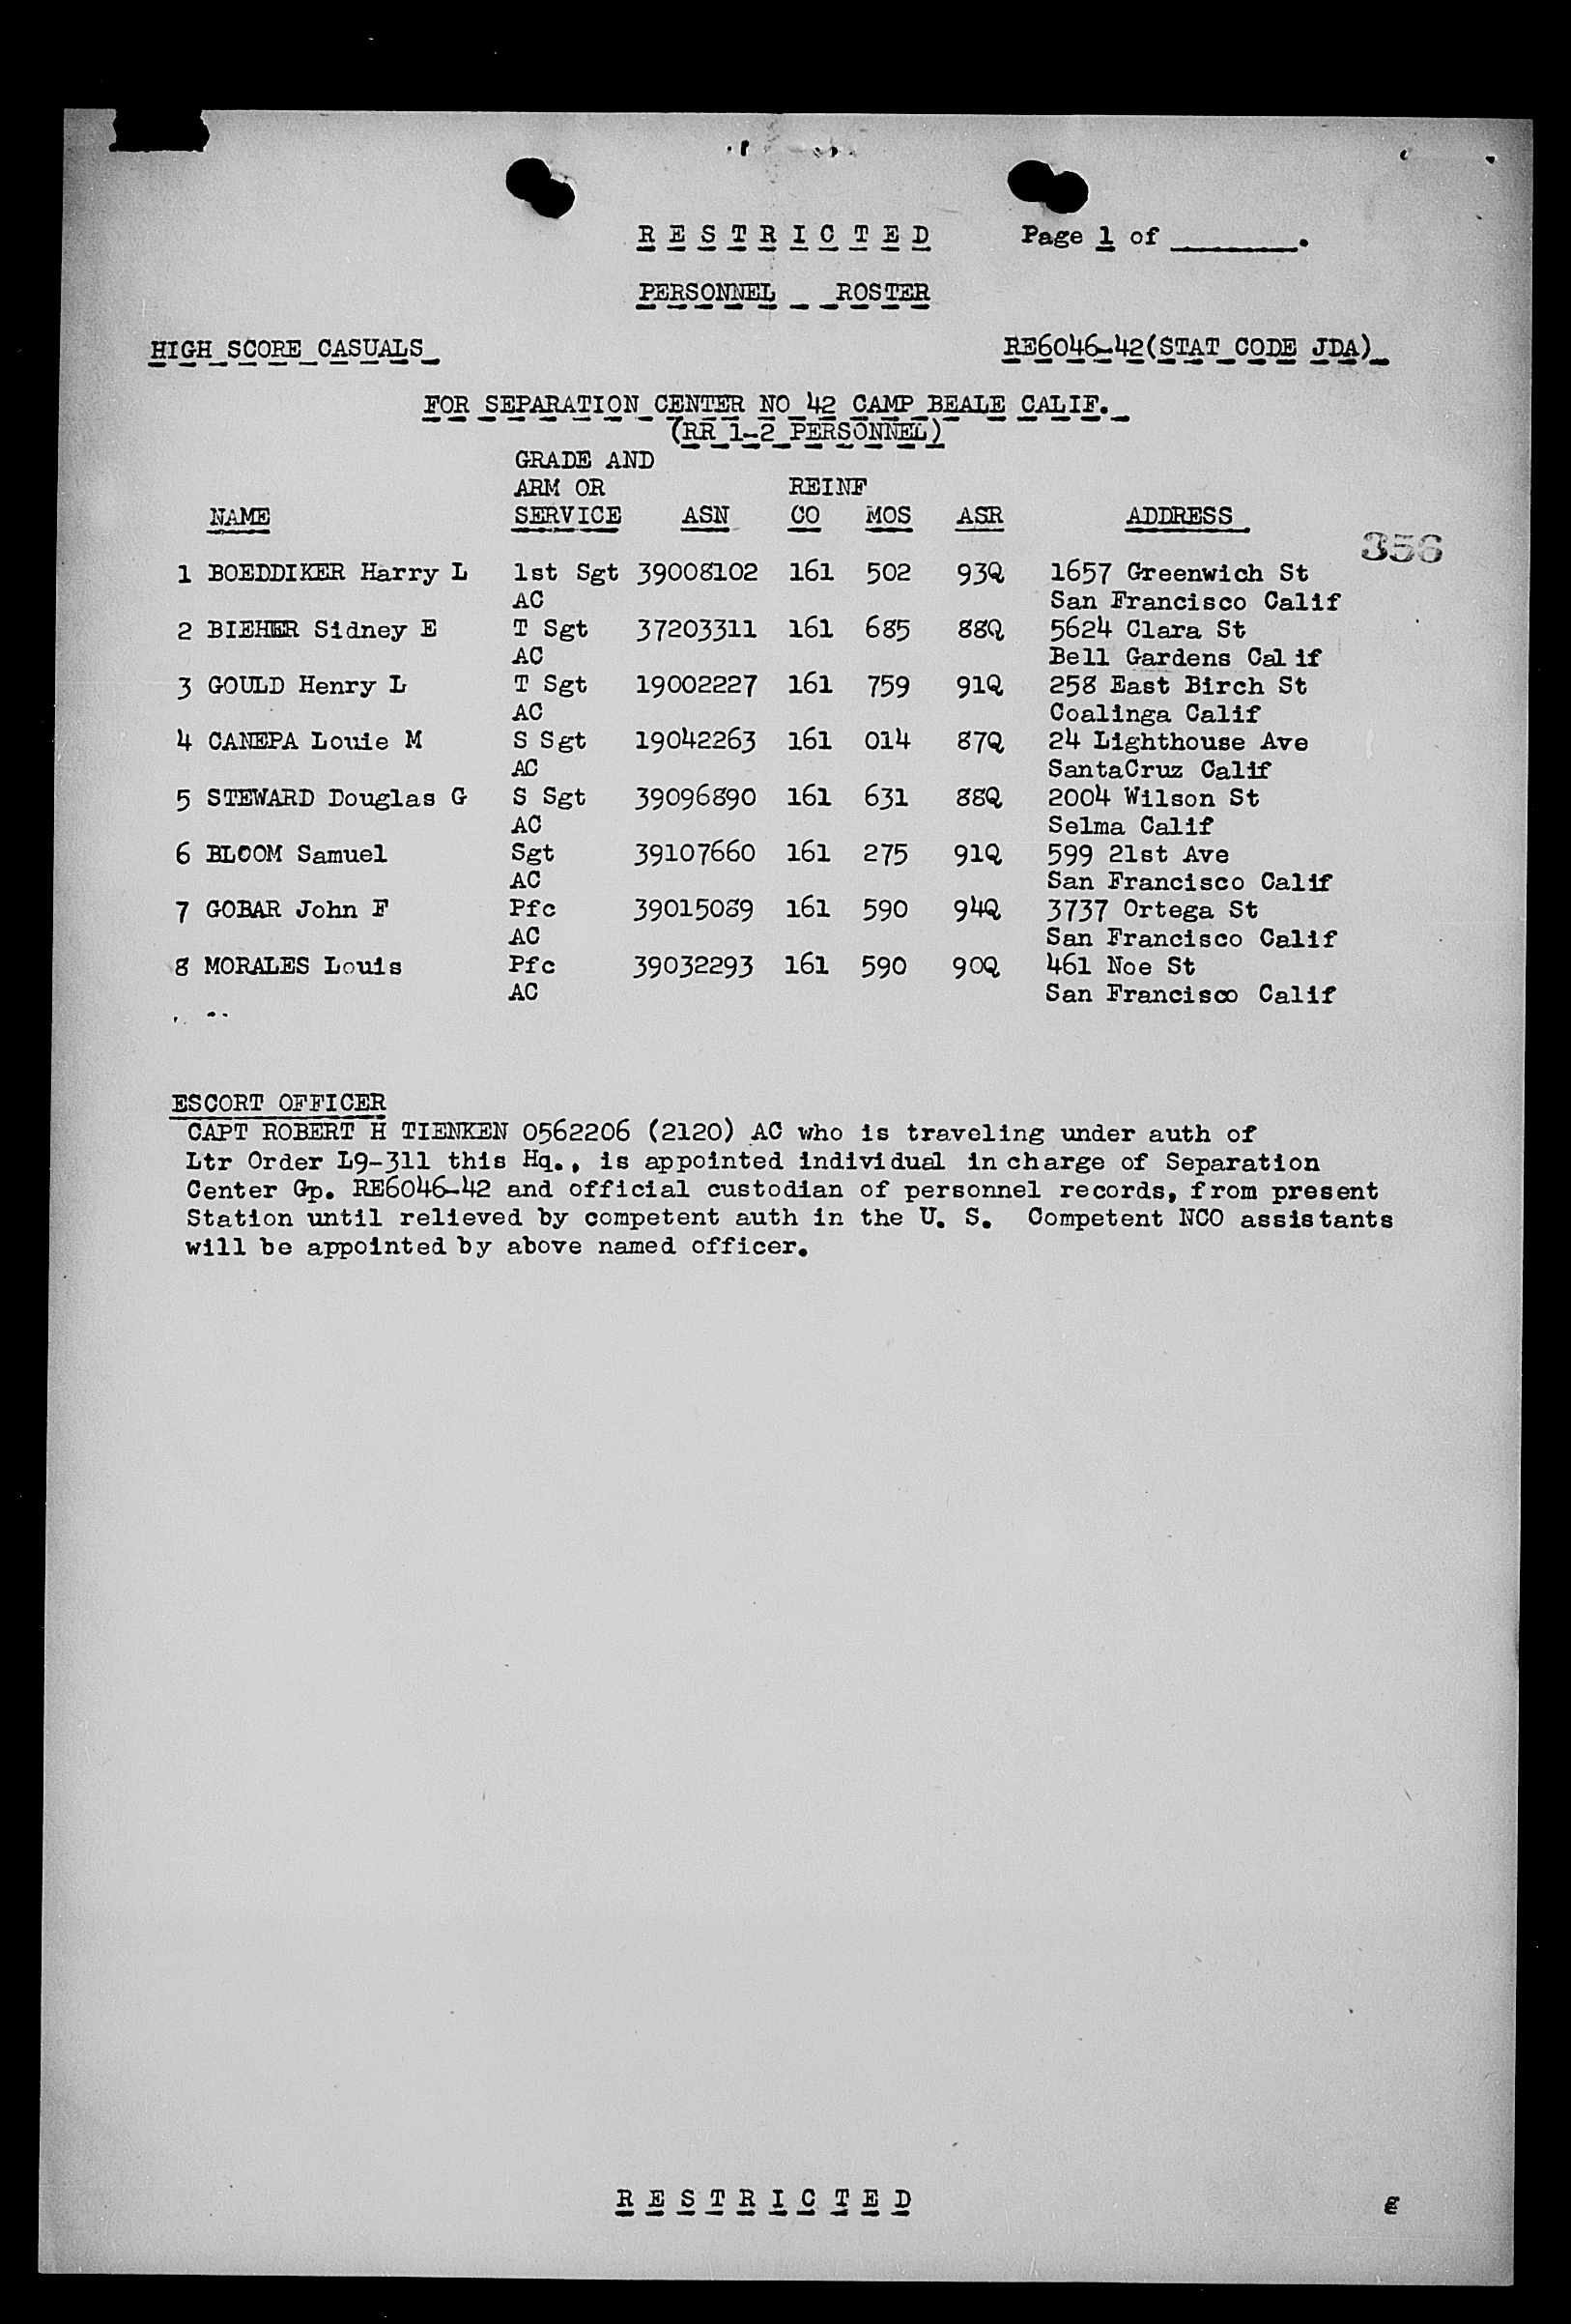 RESTRICTED Page 1 of ________.
PERSONNEL ROSTER
HIGH SCORE CASUALS RE6046-42(STAT CODE JDA)
FOR SEPARATION CENTER NO 42 CAMP BEALE CALIF.
(RR 1-2 PERSONNEL)
GRADE AND
ARM OR REINF
NAME SERVICE ASN CO MOS ASR ADDRESS
356
1 BOEDDIKER Harry L 1st Sgt 39008102 161 502 93Q 1657 Greenwich St
AC San Francisco Calif
2 BIEHER Sidney E T Sgt 37203311 161 685 88Q 5624 Clara St
AC Bell Gardens Calif
3 GOULD Henry L T Sgt 19002227 161 759 91Q 258 East Birch St
AC Coalinga Calif
4 CANEPA Louie M S Sgt 19042263 161 014 87Q 24 Lighthouse Ave
AC SantaCruz Calif
5 STEWARD Douglas G S Sgt 39096890 161 631 88Q 2004 Wilson St
AC Selma Calif
6 BLOOM Samuel Sgt 39107660 161 275 91Q 599 21st Ave
AC San Francisco Calif
7 GOBAR John F Pfc 39015089 161 590 94Q 3737 Ortega St
AC San Francisco Calif
8 MORALES Louis Pfc 39032293 161 590 90Q 461 Noe St
AC San Francisco Calif
ESCORT OFFICER
CAPT ROBERT H TIENKEN 0562206 (2120) AC who is traveling under auth of
Ltr Order L9-311 this Hq., is appointed individual in charge of Separation
Center Gp. RE6046-42 and official custodian of personnel records, from present
Station until relieved by competent auth in the U. S. Competent NCO assistants
will be appointed by above named officer.
RESTRICTED